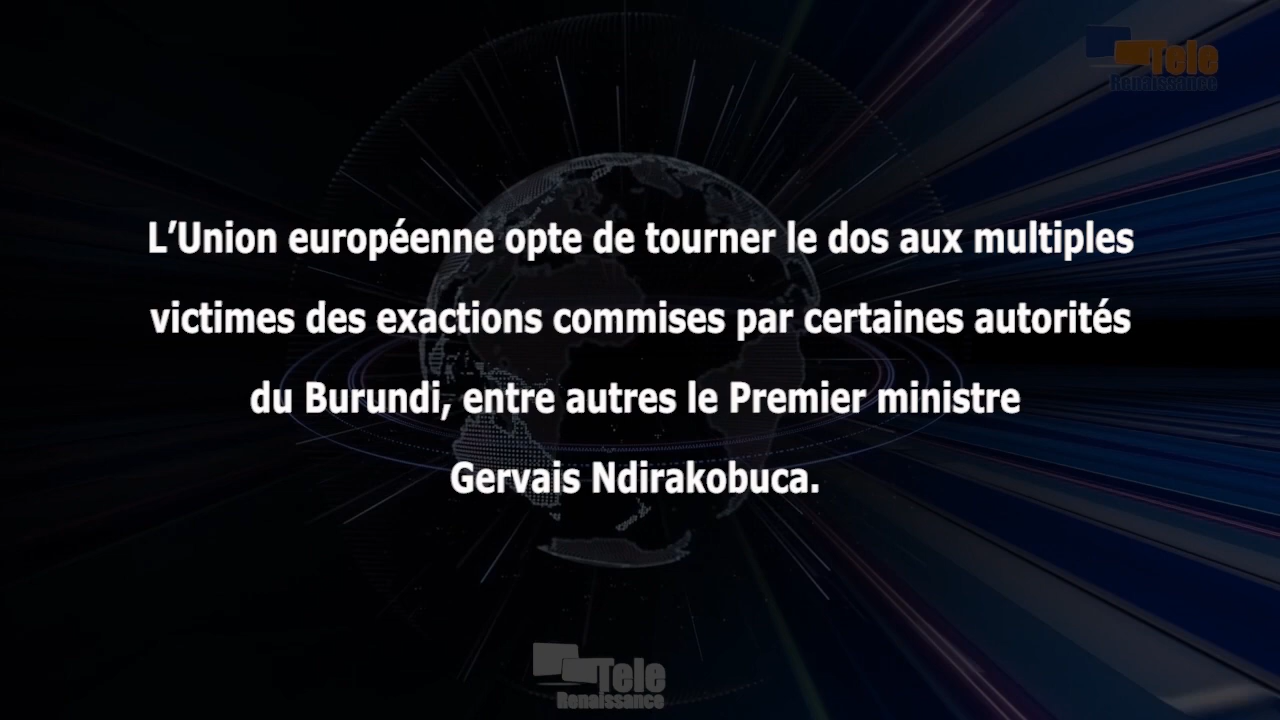 Tele
Renaissance
L’Union européenne opte de tourner le dos aux multiples
victimes des exactions commises par certaines autorités
du Burundi, entre autres le Premier ministre
Gervais Ndirakobuca.
Tele
Renaissance